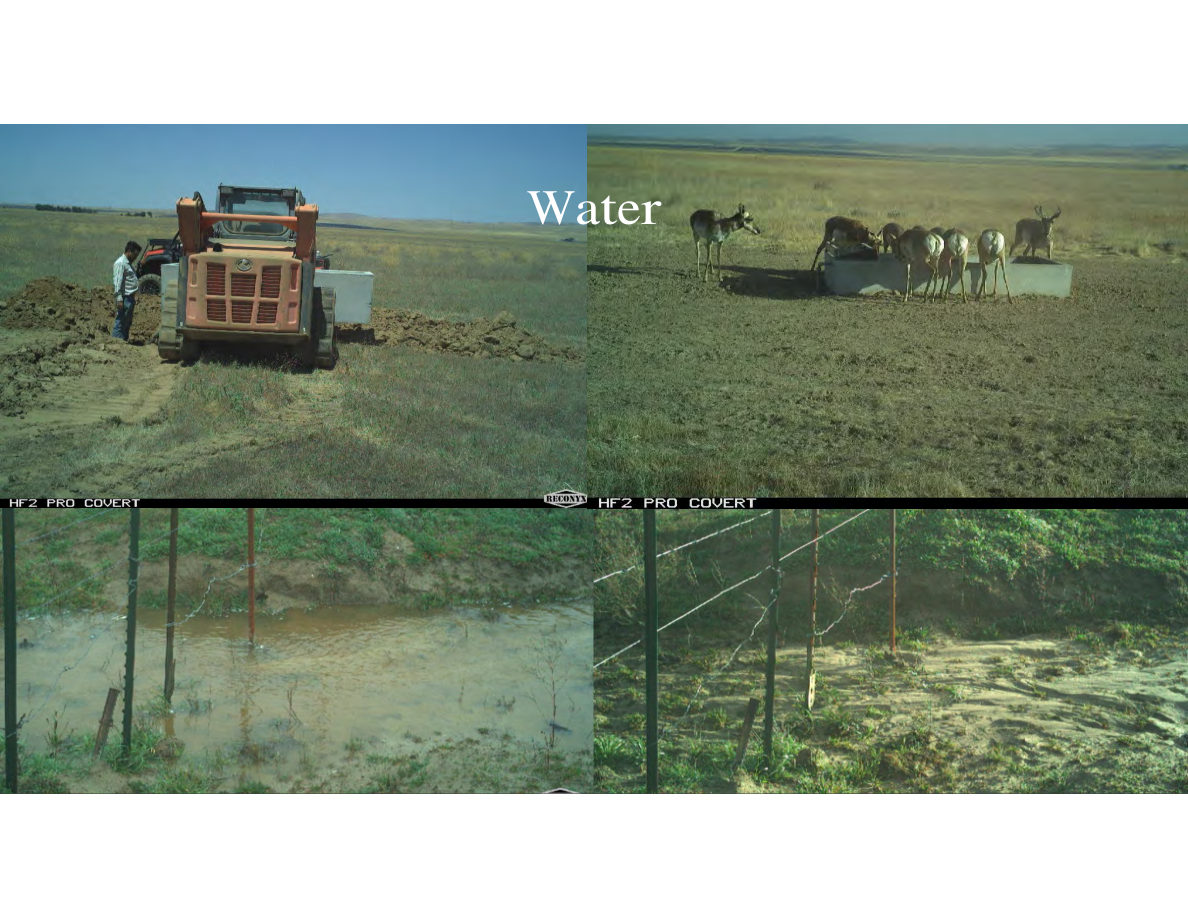 Water
HF2 PRO COVERT
RECONYX
HF2 PRO COVERT